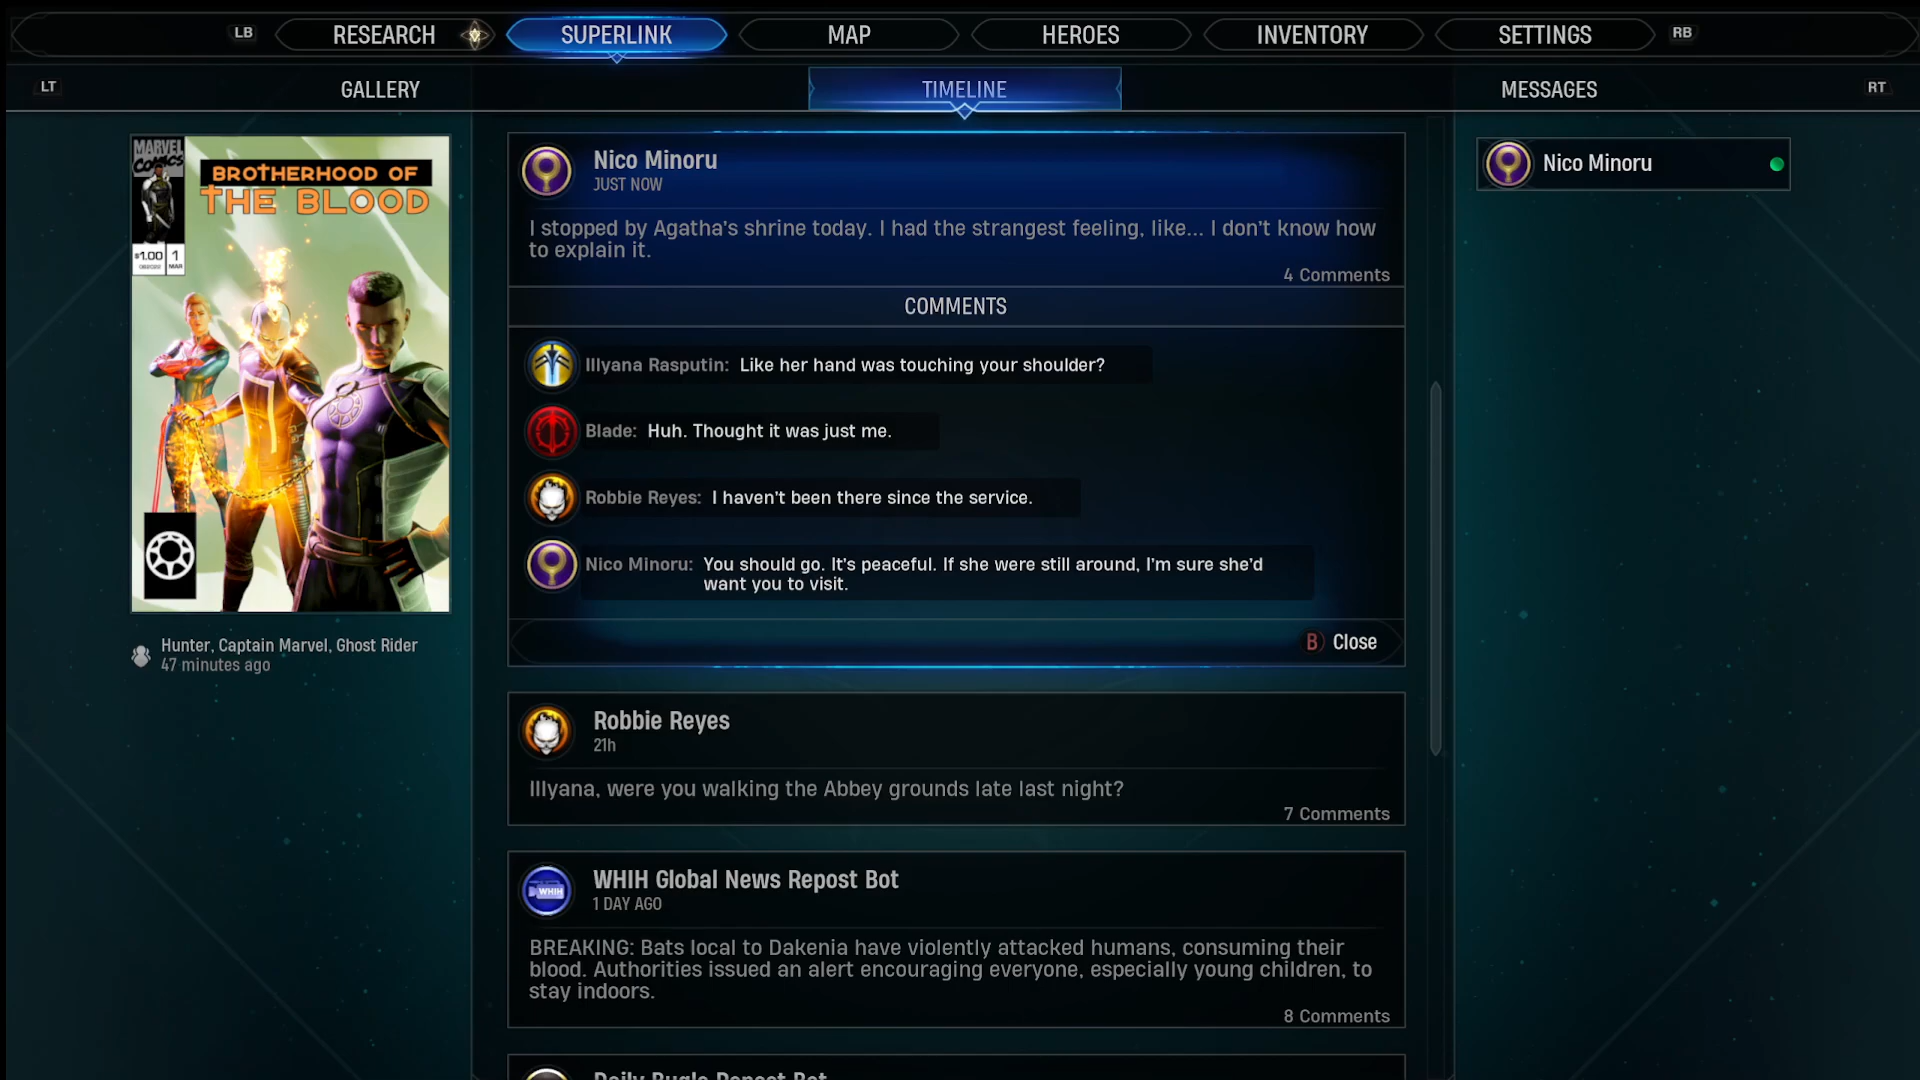 LB
RESEARCH
SUPERLINK
MAP
HEROES
INVENTORY
SETTINGS
RB
LT
GALLERY
TIMELINE
MESSAGES
RT
MARVEL
COMICS
$1.00
1
MAR
BROTHERHOOD OF
THE BLOOD
Hunter, Captain Marvel, Ghost Rider
47 minutes ago
Nico Minoru
JUST NOW
I stopped by Agatha's shrine today. I had the strangest feeling, like... I don't know how
to explain it.
4 Comments
COMMENTS
Illyana Rasputin: Like her hand was touching your shoulder?
Blade: Huh. Thought it was just me.
Robbie Reyes: I haven't been there since the service.
Nico Minoru: You should go. It's peaceful. If she were still around, I'm sure she'd
want you to visit.
B Close
Robbie Reyes
21h
Illyana, were you walking the Abbey grounds late last night?
7 Comments
WHIH
WHIH Global News Repost Bot
1 DAY AGO
BREAKING: Bats local to Dakenia have violently attacked humans, consuming their
blood. Authorities issued an alert encouraging everyone, especially young children, to
stay indoors.
8 Comments
Daily Bugle Repost Bot
Nico Minoru